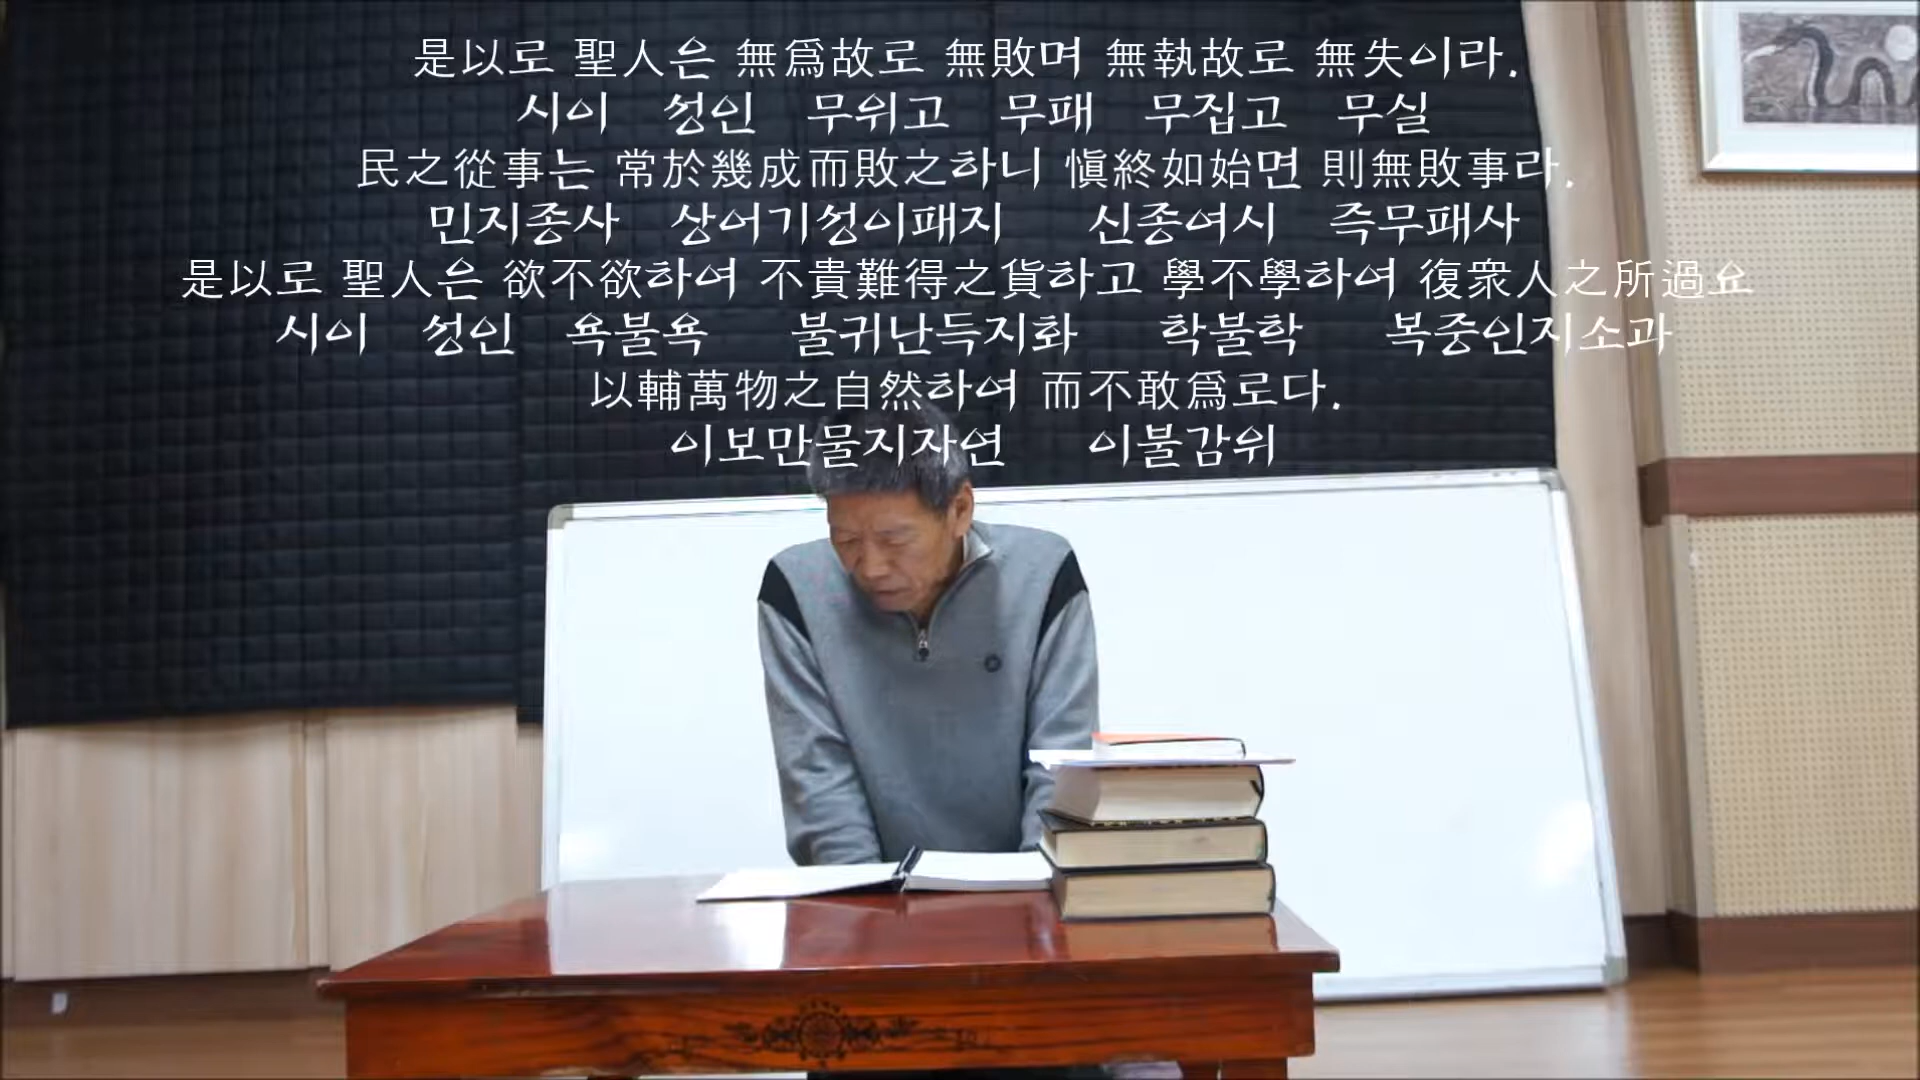 是以로 聖人은 無爲故로 無敗며 無執故로 無失이라.
시이 성인 무위고 무패 무집고 무실
民之從事는 常於幾成而敗之하니 愼終如始면 則無敗事라.
민지종사 상어기성이패지 신종여시 즉무패사
是以로 聖人은 欲不欲하여 不貴難得之貨하고 學不學하여 復衆人之所過요
시이 성인 욕불욕 불귀난득지화 학불학 복중인지소과
以輔萬物之自然하여 而不敢爲로다.
이보만물지자연 이불감위